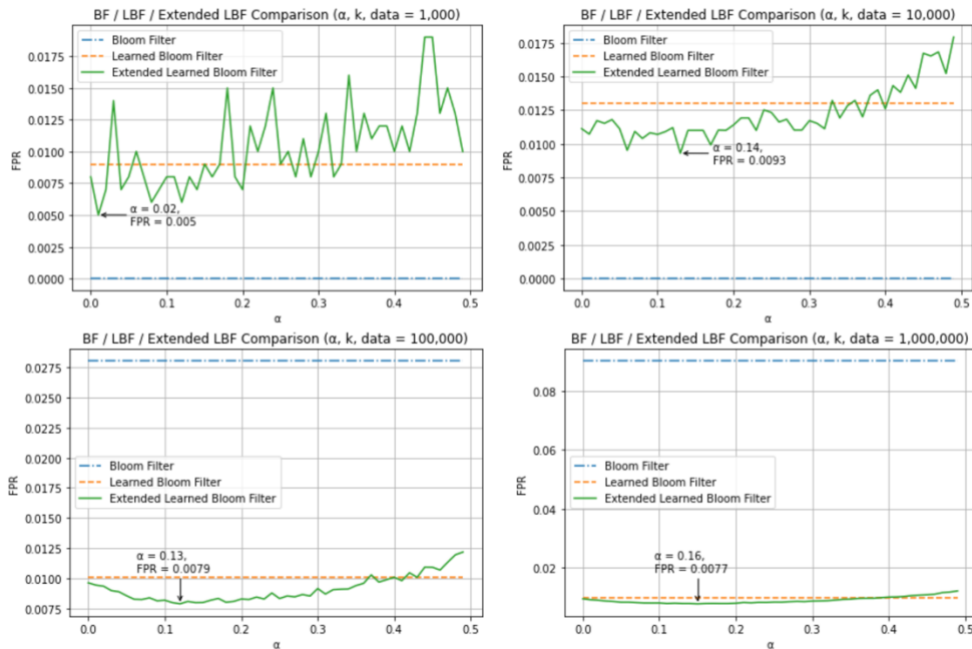 BF / LBF / Extended LBF Comparison (α, k, data = 1,000)
Bloom Filter
Learned Bloom Filter
Extended Learned Bloom Filter
0.0175
0.0150
0.0125
0.0100
0.0075
0.0050
0.0025
0.0000
FPR
α = 0.02,
FPR = 0.005
0.0
0.1
0.2
0.3
0.4
0.5
α
BF / LBF / Extended LBF Comparison (α, k, data = 10,000)
Bloom Filter
Learned Bloom Filter
Extended Learned Bloom Filter
0.0175
0.0150
0.0125
0.0100
0.0075
0.0050
0.0025
0.0000
FPR
α = 0.14,
FPR = 0.0093
0.0
0.1
0.2
0.3
0.4
0.5
α
BF / LBF / Extended LBF Comparison (α, k, data = 100,000)
0.0275
0.0250
0.0225
0.0200
0.0175
0.0150
0.0125
0.0100
0.0075
FPR
Bloom Filter
Learned Bloom Filter
Extended Learned Bloom Filter
α = 0.13,
FPR = 0.0079
0.0
0.1
0.2
0.3
0.4
0.5
α
BF / LBF / Extended LBF Comparison (α, k, data = 1,000,000)
0.08
0.06
0.04
0.02
FPR
Bloom Filter
Learned Bloom Filter
Extended Learned Bloom Filter
α = 0.16,
FPR = 0.0077
0.0
0.1
0.2
0.3
0.4
0.5
α